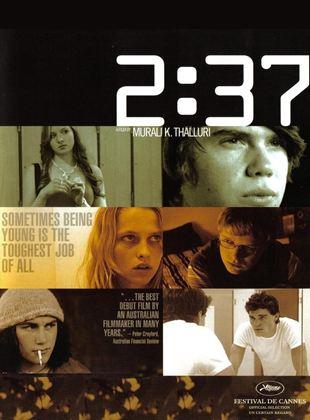 2:37
A FILM BY MURALI K. THALLURI
SOMETIMES BEING
YOUNG IS THE
TOUGHEST JOB
OF ALL
"...THE BEST
DEBUT FILM BY
AN AUSTRALIAN
FILMMAKER IN MANY
YEARS."
– Peter Crayford,
Australian Financial Review
FESTIVAL DE CANNES
OFFICIAL SELECTION
UN CERTAIN REGARD